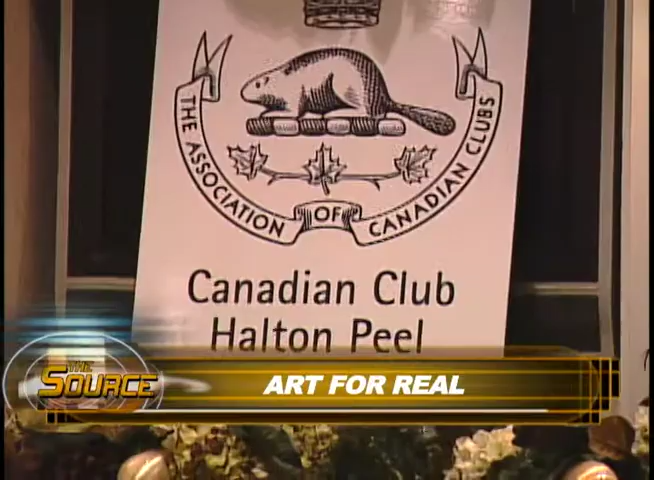 THE ASSOCIATION OF CANADIAN CLUBS
Canadian Club
Halton Peel
THE
SOURCE
ART FOR REAL